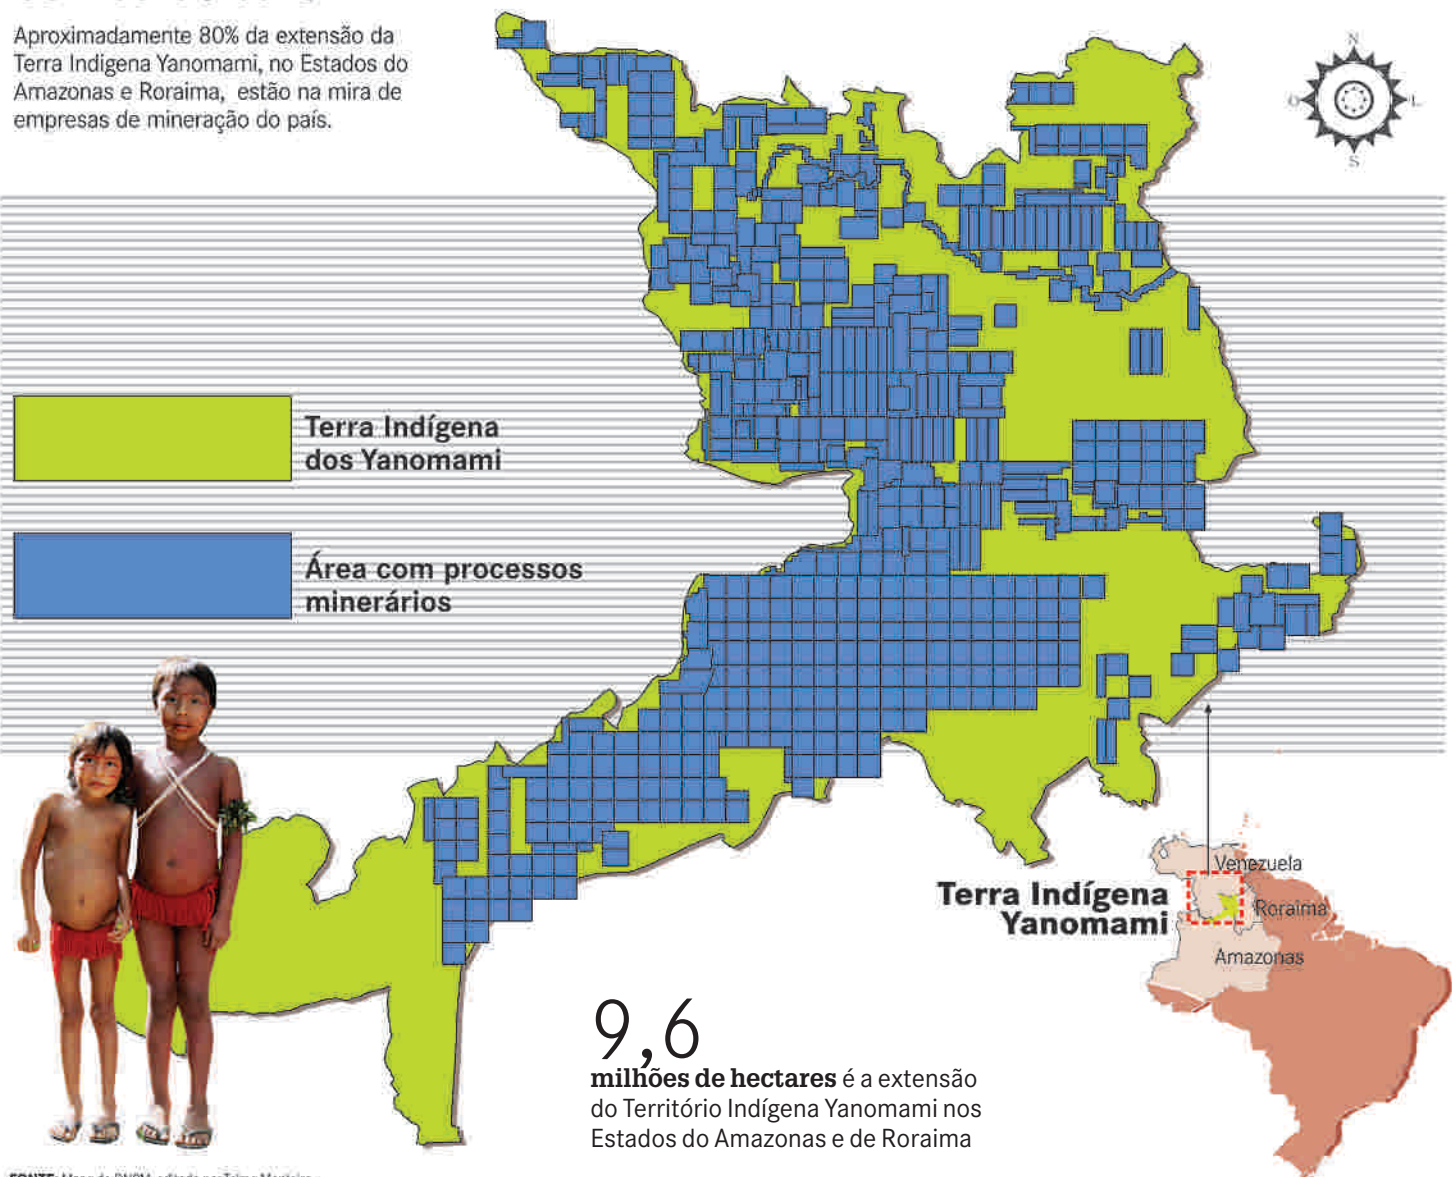 Aproximadamente 80% da extensão da
Terra Indigena Yanomami, no Estados do
Amazonas e Roraima, estão na mira de
empresas de mineração do país.
N
O
L
S
Terra Indígena
dos Yanomami
Área com processos
minerários
Venezuela
Roraima
Amazonas
Terra Indígena
Yanomami
9,6
milhões de hectares é a extensão
do Território Indígena Yanomami nos
Estados do Amazonas e de Roraima